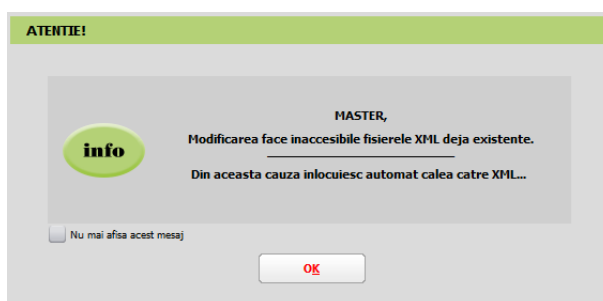 ATENTIE!
MASTER,
Modificarea face inaccesibile fisierele XML deja existente.
info
Din aceasta cauza inlocuiesc automat calea catre XML...
Nu mai afisa acest mesaj
OK